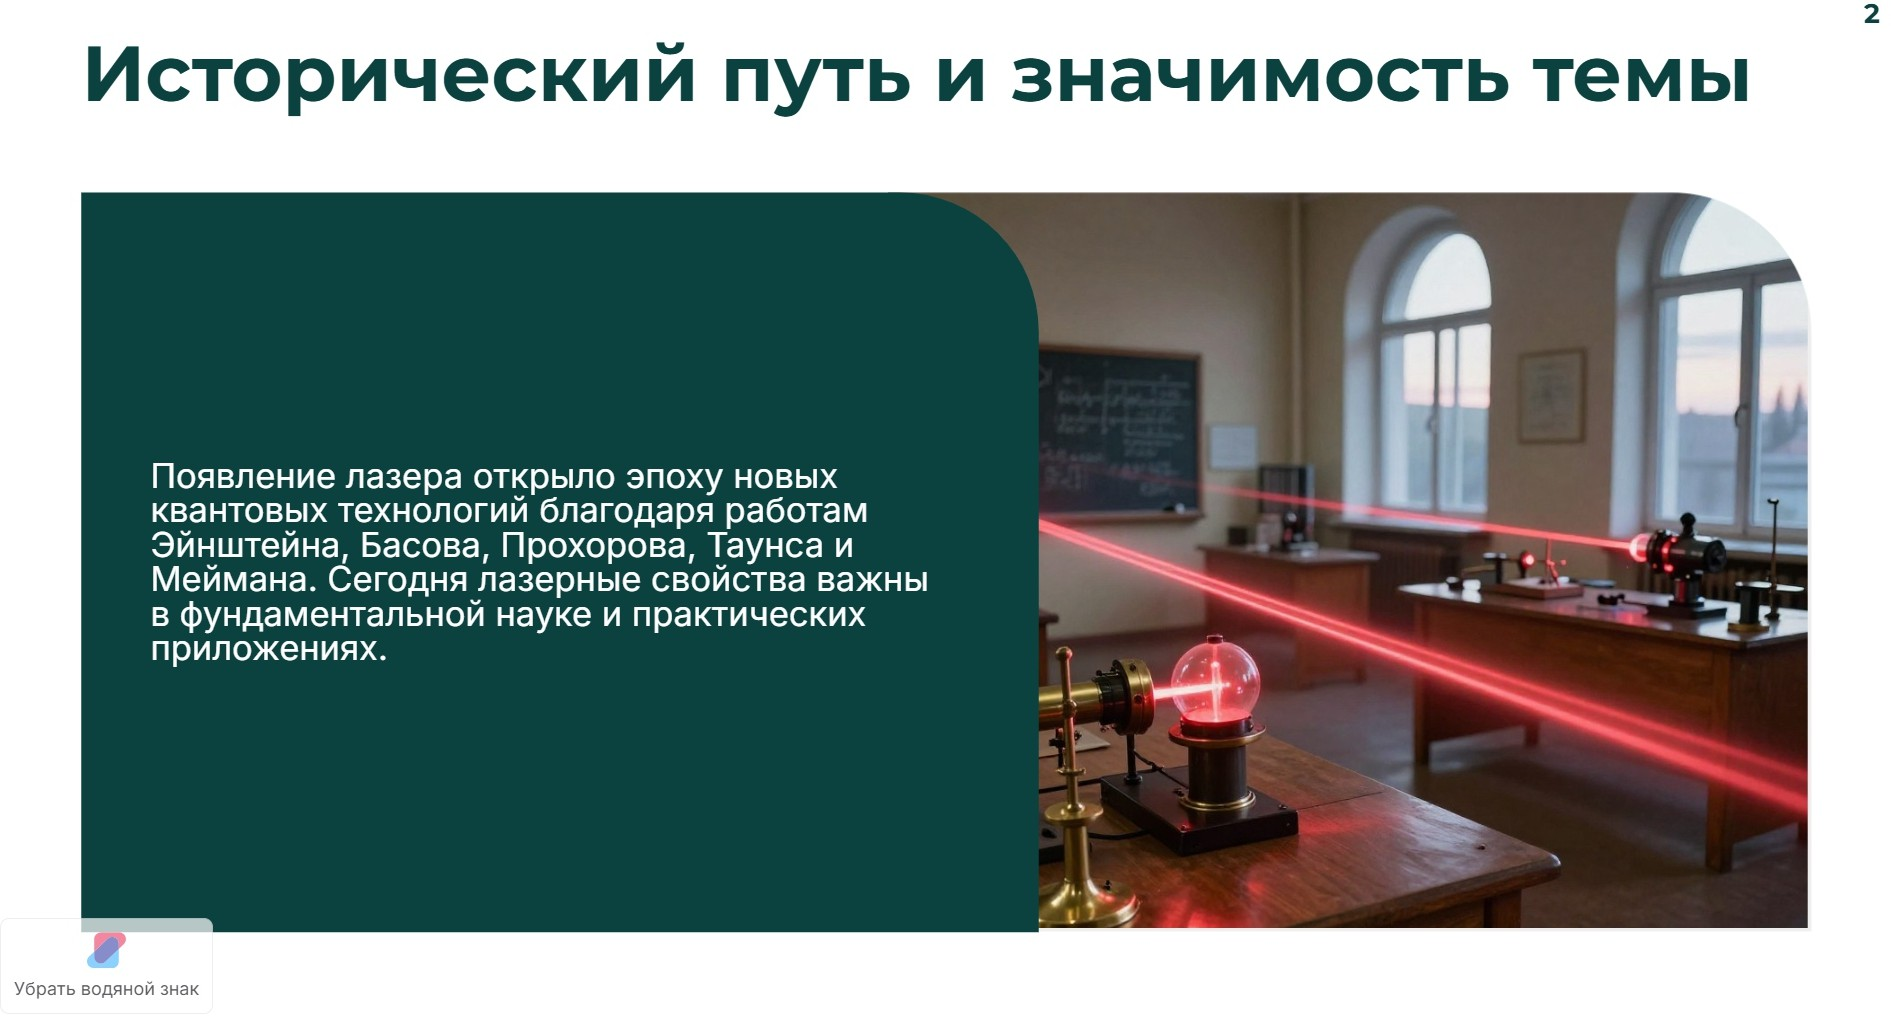 2
Исторический путь и значимость темы
Появление лазера открыло эпоху новых
квантовых технологий благодаря работам
Эйнштейна, Басова, Прохорова, Таунса и
Меймана. Сегодня лазерные свойства важны
в фундаментальной науке и практических
приложениях.
Убрать водяной знак